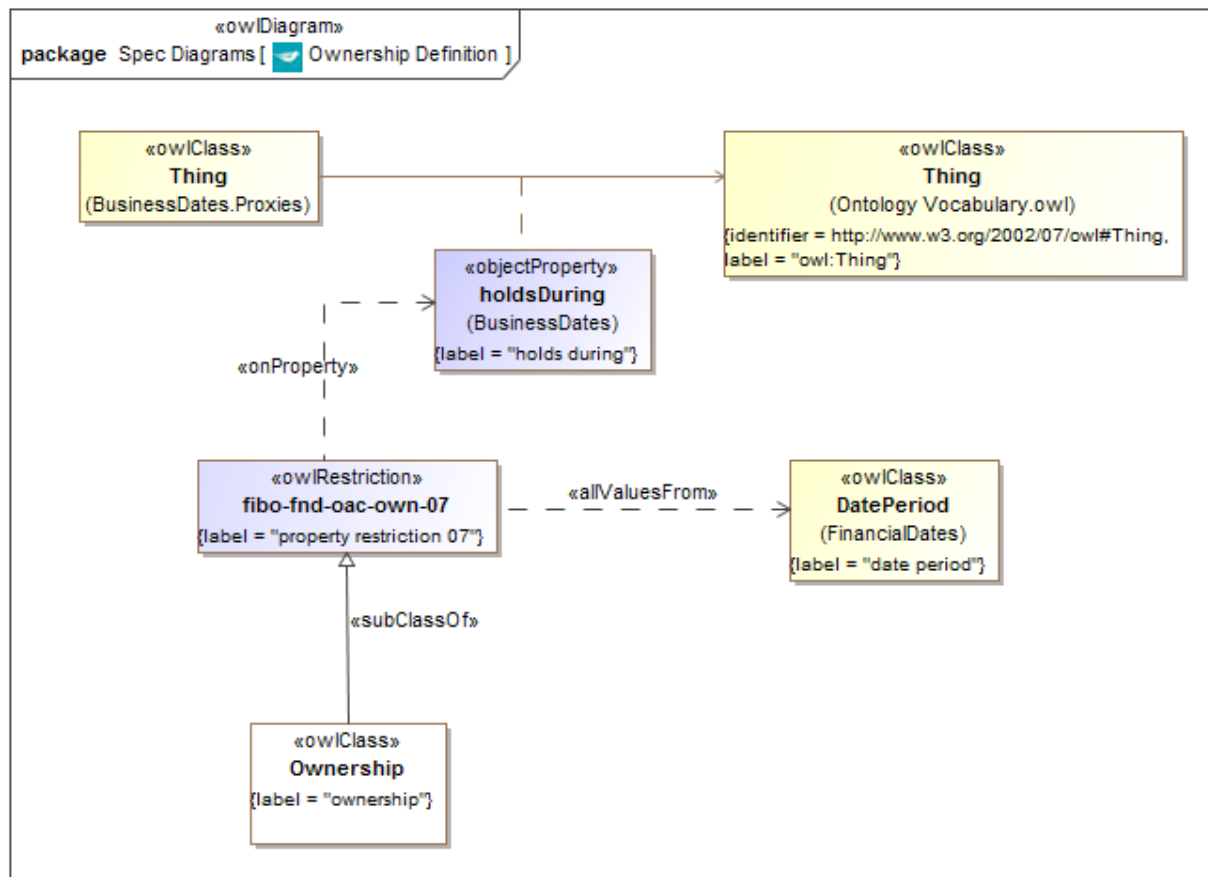 «owlDiagram»
package Spec Diagrams [ Ownership Definition ]
«owlClass»
Thing
(BusinessDates.Proxies)
«owlClass»
Thing
(Ontology Vocabulary.owl)
{identifier = http://www.w3.org/2002/07/owl#Thing,
label = "owl:Thing"}
«objectProperty»
holdsDuring
(BusinessDates)
{label = "holds during"}
«onProperty»
«owlRestriction»
fibo-fnd-oac-own-07
{label = "property restriction 07"}
«allValuesFrom»
«owlClass»
DatePeriod
(FinancialDates)
{label = "date period"}
«subClassOf»
«owlClass»
Ownership
{label = "ownership"}